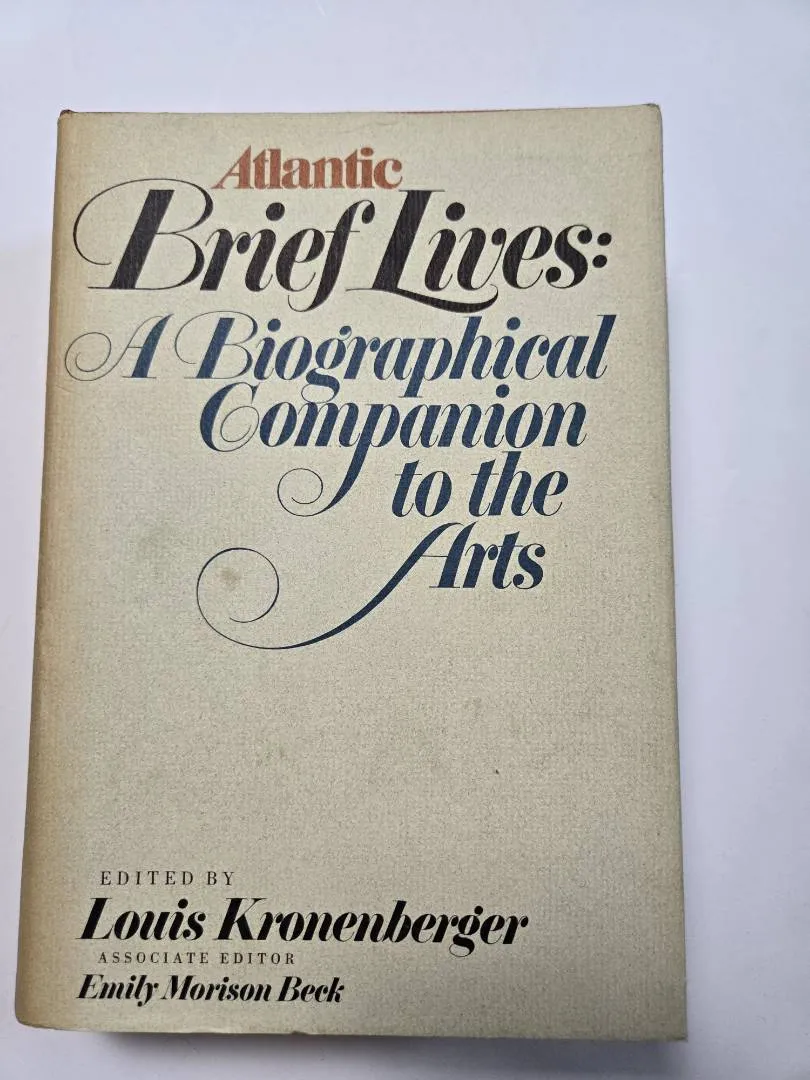 Atlantic
Brief Lives:
A Biographical
Companion
to the
Arts
EDITED BY
Louis Kronenberger
ASSOCIATE EDITOR
Emily Morison Beck